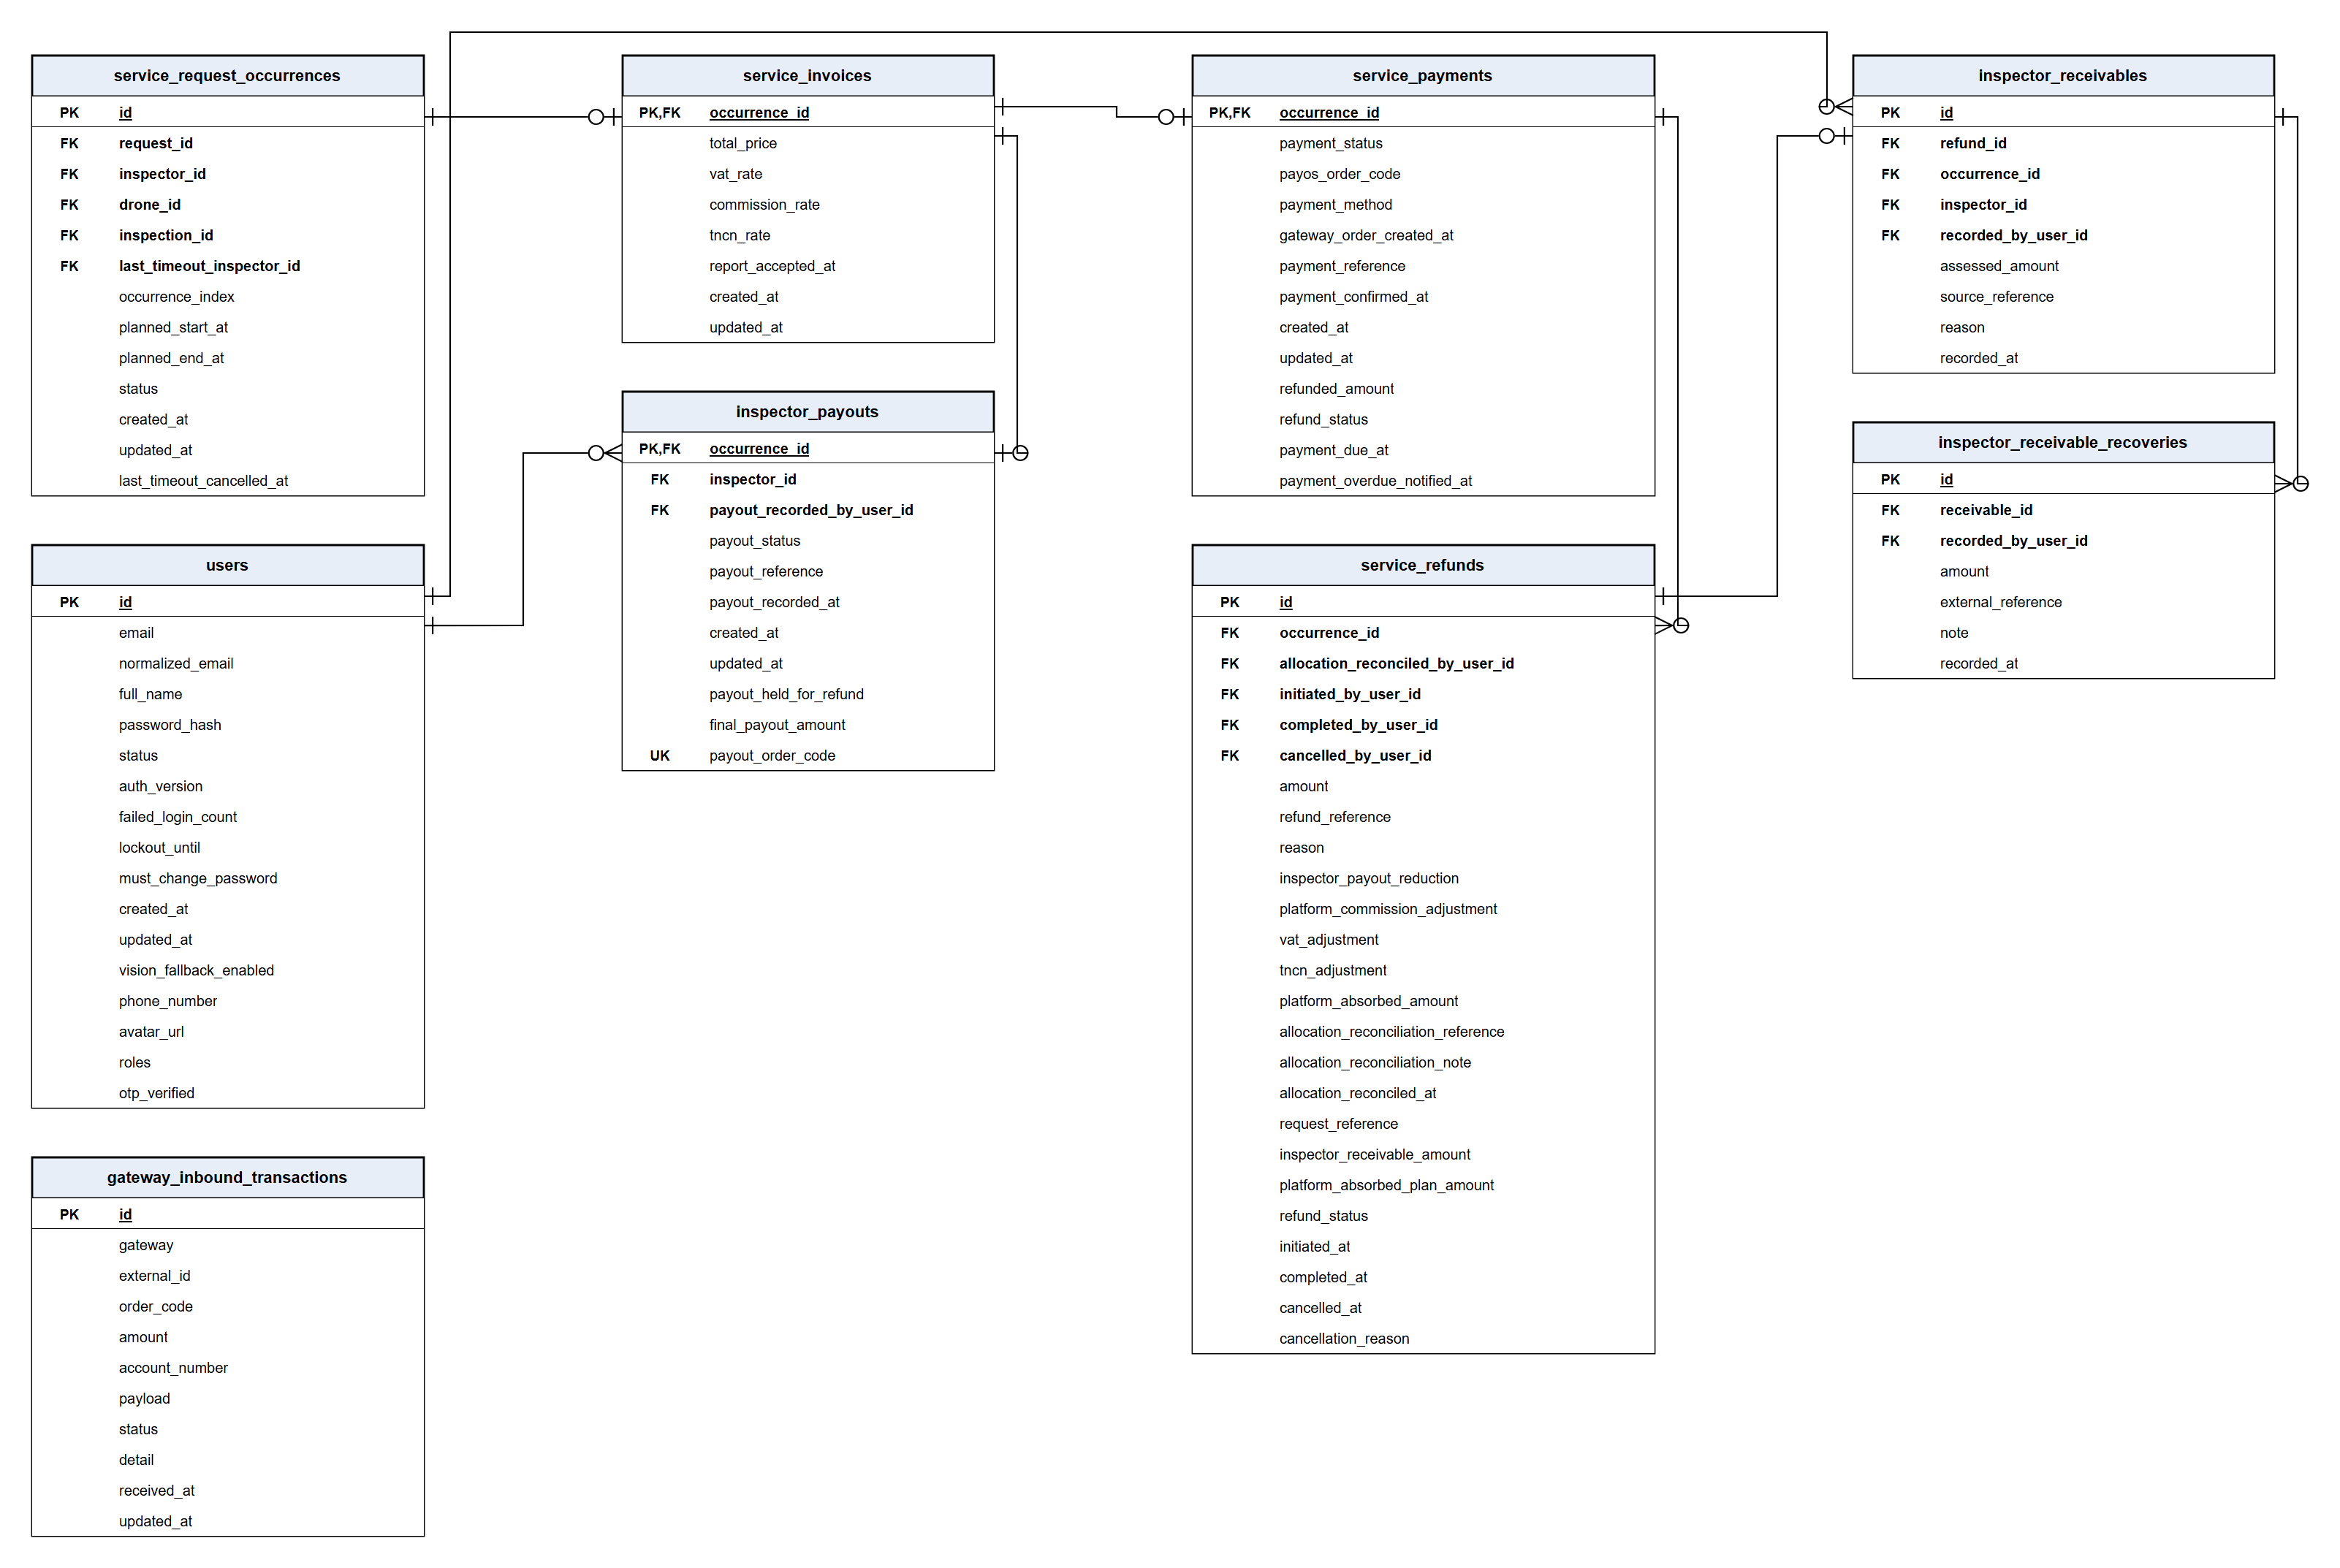 service_request_occurrences
PK id
FK request_id
FK inspector_id
FK drone_id
FK inspection_id
FK last_timeout_inspector_id
occurrence_index
planned_start_at
planned_end_at
status
created_at
updated_at
last_timeout_cancelled_at
users
PK id
email
normalized_email
full_name
password_hash
status
auth_version
failed_login_count
lockout_until
must_change_password
created_at
updated_at
vision_fallback_enabled
phone_number
avatar_url
roles
otp_verified
gateway_inbound_transactions
PK id
gateway
external_id
order_code
amount
account_number
payload
status
detail
received_at
updated_at
service_invoices
PK,FK occurrence_id
total_price
vat_rate
commission_rate
tncn_rate
report_accepted_at
created_at
updated_at
inspector_payouts
PK,FK occurrence_id
FK inspector_id
FK payout_recorded_by_user_id
payout_status
payout_reference
payout_recorded_at
created_at
updated_at
payout_held_for_refund
final_payout_amount
UK payout_order_code
service_payments
PK,FK occurrence_id
payment_status
payos_order_code
payment_method
gateway_order_created_at
payment_reference
payment_confirmed_at
created_at
updated_at
refunded_amount
refund_status
payment_due_at
payment_overdue_notified_at
service_refunds
PK id
FK occurrence_id
FK allocation_reconciled_by_user_id
FK initiated_by_user_id
FK completed_by_user_id
FK cancelled_by_user_id
amount
refund_reference
reason
inspector_payout_reduction
platform_commission_adjustment
vat_adjustment
tncn_adjustment
platform_absorbed_amount
allocation_reconciliation_reference
allocation_reconciliation_note
allocation_reconciled_at
request_reference
inspector_receivable_amount
platform_absorbed_plan_amount
refund_status
initiated_at
completed_at
cancelled_at
cancellation_reason
inspector_receivables
PK id
FK refund_id
FK occurrence_id
FK inspector_id
FK recorded_by_user_id
assessed_amount
source_reference
reason
recorded_at
inspector_receivable_recoveries
PK id
FK receivable_id
FK recorded_by_user_id
amount
external_reference
note
recorded_at